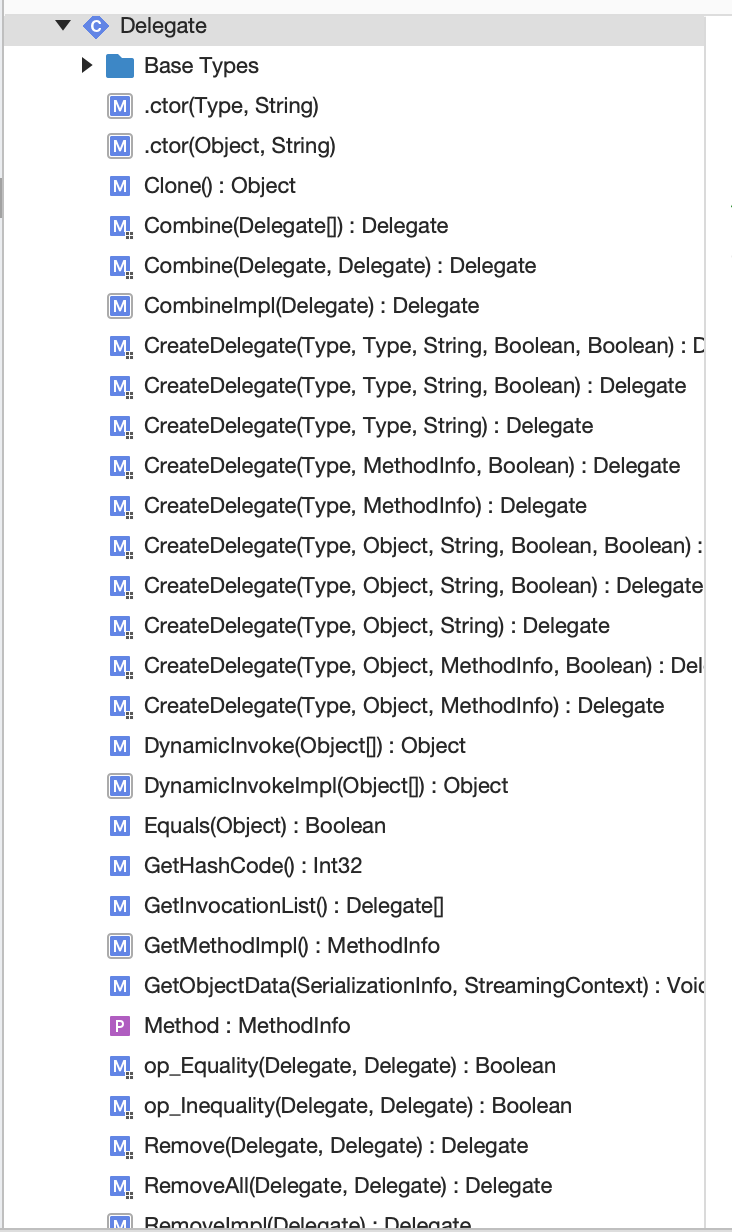 Delegate
Base Types
.ctor(Type, String)
.ctor(Object, String)
Clone() : Object
Combine(Delegate[]) : Delegate
Combine(Delegate, Delegate) : Delegate
CombineImpl(Delegate) : Delegate
CreateDelegate(Type, Type, String, Boolean, Boolean) : D
CreateDelegate(Type, Type, String, Boolean) : Delegate
CreateDelegate(Type, Type, String) : Delegate
CreateDelegate(Type, MethodInfo, Boolean) : Delegate
CreateDelegate(Type, MethodInfo) : Delegate
CreateDelegate(Type, Object, String, Boolean, Boolean) :
CreateDelegate(Type, Object, String, Boolean) : Delegate
CreateDelegate(Type, Object, String) : Delegate
CreateDelegate(Type, Object, MethodInfo, Boolean) : Del
CreateDelegate(Type, Object, MethodInfo) : Delegate
DynamicInvoke(Object[]) : Object
DynamicInvokeImpl(Object[]) : Object
Equals(Object) : Boolean
GetHashCode() : Int32
GetInvocationList() : Delegate[]
GetMethodImpl() : MethodInfo
GetObjectData(SerializationInfo, StreamingContext) : Void
Method : MethodInfo
op_Equality(Delegate, Delegate) : Boolean
op_Inequality(Delegate, Delegate) : Boolean
Remove(Delegate, Delegate) : Delegate
RemoveAll(Delegate, Delegate) : Delegate
RemoveImpl(Delegate) : Delegate